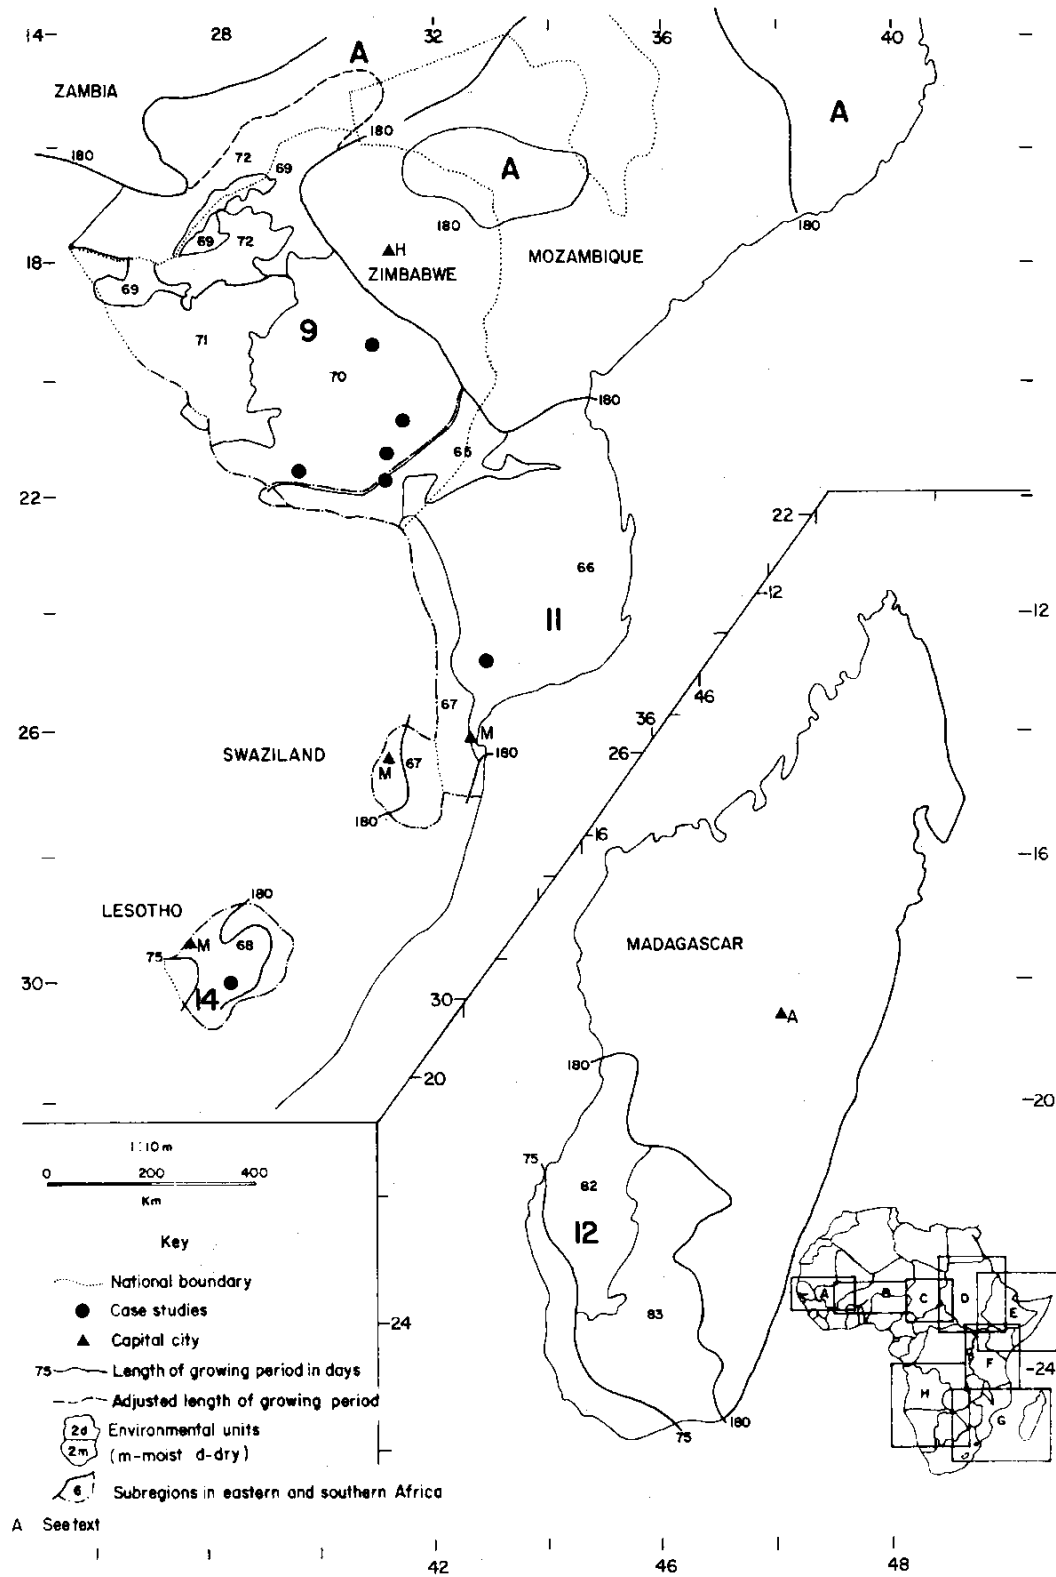 14
28
32
36
40
A
ZAMBIA
A
180
180
72
69
A
180
180
69
72
H
ZIMBABWE
MOZAMBIQUE
18
69
9
71
70
180
65
22
22
66
12
12
11
46
67
36
26
M
26
SWAZILAND
67
180
M
180
16
16
180
LESOTHO
68
M
MADAGASCAR
75
30
14
30
A
180
20
20
1:10 m
0 200 400
Km
75
82
12
Key
National boundary
Case studies
A
B
C
D
E
Capital city
24
83
75 Length of growing period in days
F
24
H
G
Adjusted length of growing period
2d Environmental units
2m (m-moist d-dry)
75
180
6 Subregions in eastern and southern Africa
A See text
42
46
48